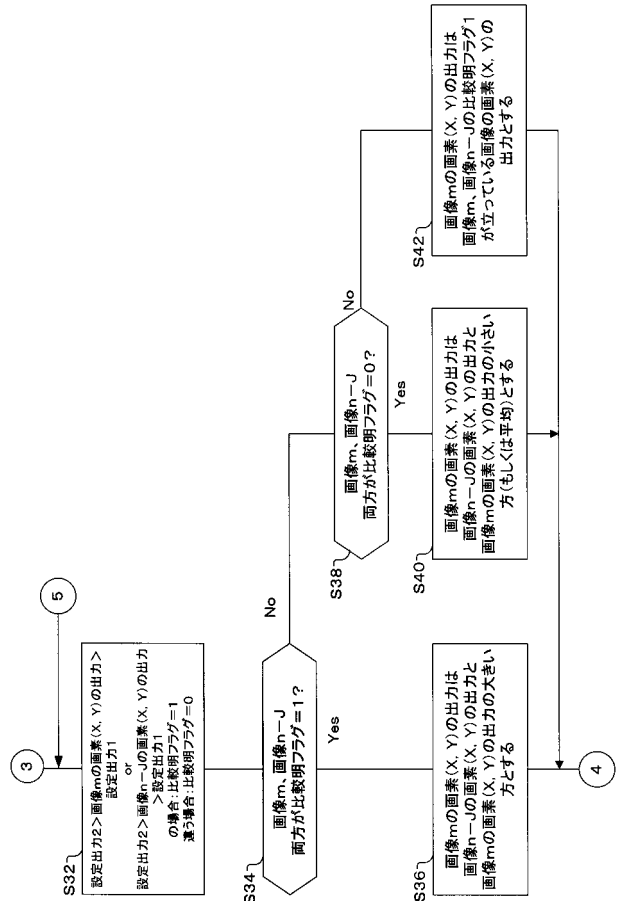 3
5
S32
設定出力2>画像mの画素(X, Y)の出力>
設定出力1
or
設定出力2>画像n-Jの画素(X, Y)の出力
>設定出力1
の場合:比較明フラグ=1
違う場合:比較明フラグ=0
S34
画像m、画像n-J
両方が比較明フラグ=1?
No
Yes
S38
画像m、画像n-J
両方が比較明フラグ=0?
No
Yes
S36
画像mの画素(X, Y)の出力は
画像n-Jの画素(X, Y)の出力と
画像mの画素(X, Y)の出力の大きい
方とする
S40
画像mの画素(X, Y)の出力は
画像n-Jの画素(X, Y)の出力と
画像mの画素(X, Y)の出力の小さい
方(もしくは平均)とする
S42
画像mの画素(X, Y)の出力は
画像m、画像n-Jの比較明フラグ1
が立っている画像の画素(X, Y)の
出力とする
4